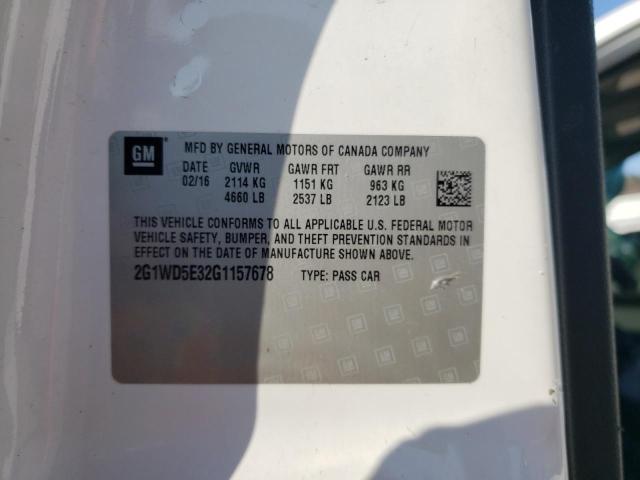 GM
MFD BY GENERAL MOTORS OF CANADA COMPANY
DATE GVWR GAWR FRT GAWR RR
02/16 2114 KG 1151 KG 963 KG
4660 LB 2537 LB 2123 LB
THIS VEHICLE CONFORMS TO ALL APPLICABLE U.S. FEDERAL MOTOR
VEHICLE SAFETY, BUMPER, AND THEFT PREVENTION STANDARDS IN
EFFECT ON THE DATE OF MANUFACTURE SHOWN ABOVE.
2G1WD5E32G1157678 TYPE: PASS CAR